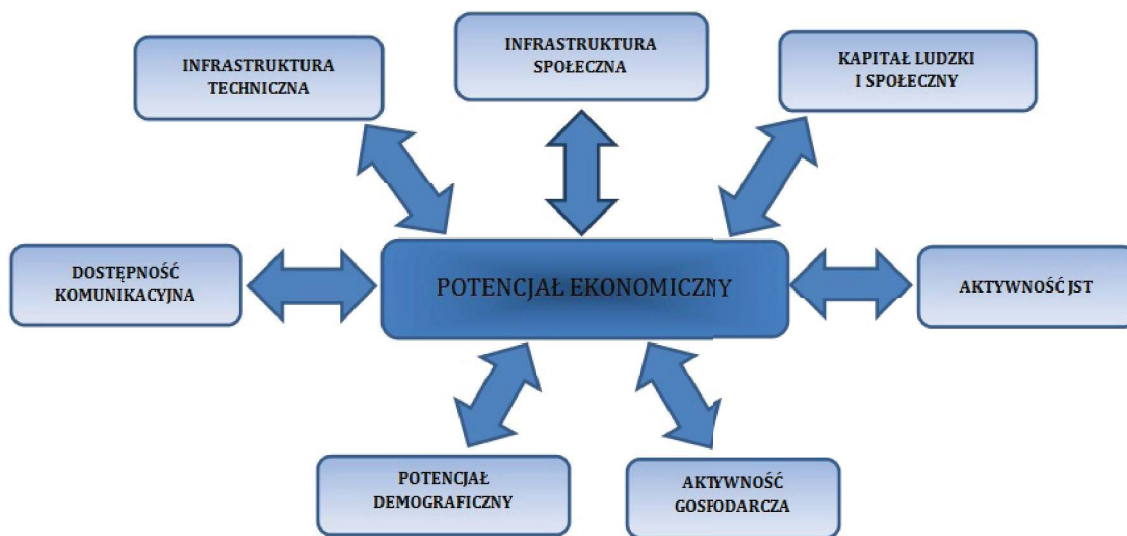 INFRASTRUKTURA
TECHNICZNA
INFRASTRUKTURA
SPOŁECZNA
KAPITAŁ LUDZKI
I SPOŁECZNY
DOSTĘPNOŚĆ
KOMUNIKACYJNA
POTENCJAŁ EKONOMICZNY
AKTYWNOŚĆ JST
POTENCJAŁ
DEMOGRAFICZNY
AKTYWNOŚĆ
GOSPODARCZA